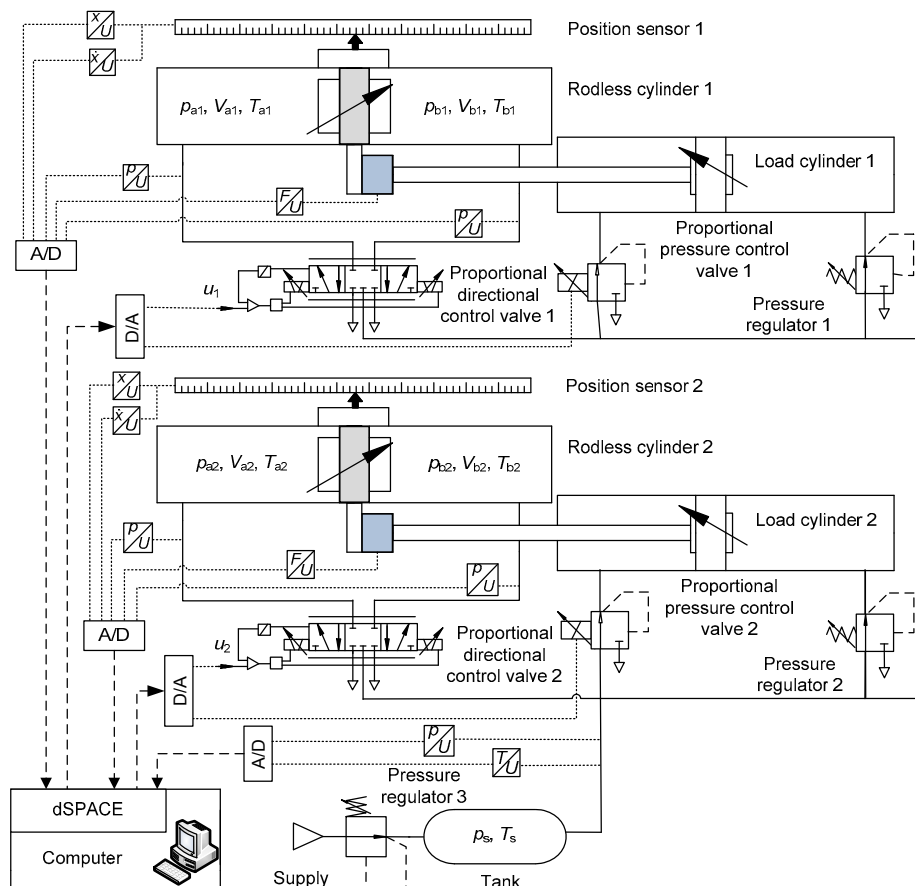 x/U
Position sensor 1
ẋ/U
Rodless cylinder 1
pa1, Va1, Ta1
pb1, Vb1, Tb1
Load cylinder 1
p/U
F/U
p/U
A/D
Proportional
pressure control
valve 1
Proportional
directional
control valve 1
u1
D/A
Pressure
regulator 1
x/U
Position sensor 2
ẋ/U
Rodless cylinder 2
pa2, Va2, Ta2
pb2, Vb2, Tb2
Load cylinder 2
p/U
F/U
p/U
A/D
Proportional
pressure control
valve 2
Proportional
directional
control valve 2
u2
D/A
Pressure
regulator 2
A/D
p/U
T/U
Pressure
regulator 3
dSPACE
Computer
ps, Ts
Supply
Tank